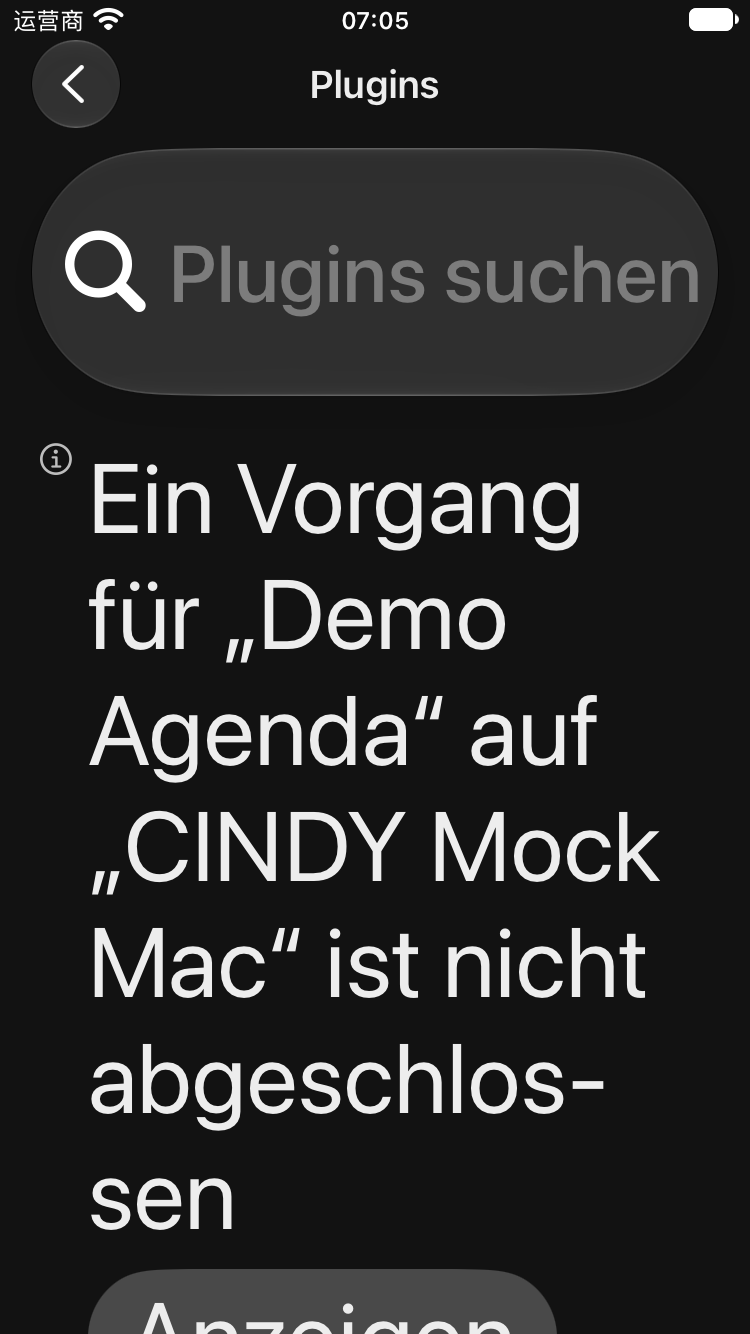 运营商
07:05
Plugins
Plugins suchen
Ein Vorgang
für „Demo
Agenda“ auf
„CINDY Mock
Mac“ ist nicht
abgeschlos-
sen
Anzeigen